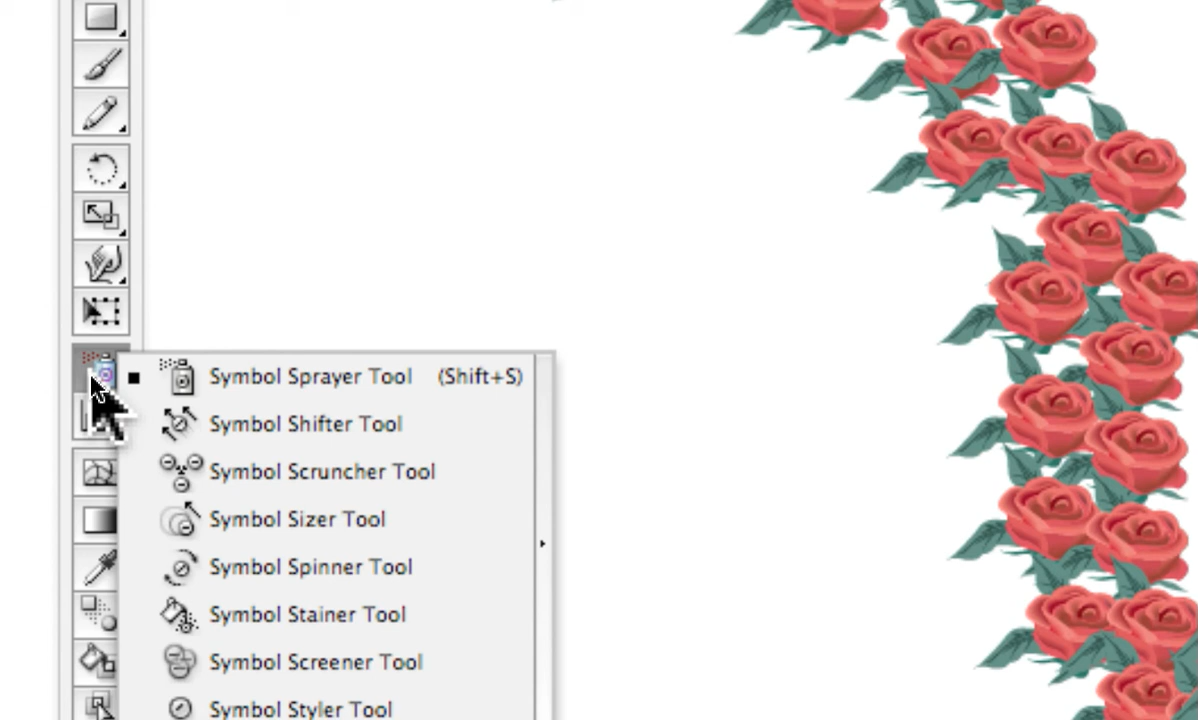 Symbol Sprayer Tool (Shift+S)
Symbol Shifter Tool
Symbol Scruncher Tool
Symbol Sizer Tool
Symbol Spinner Tool
Symbol Stainer Tool
Symbol Screener Tool
Symbol Styler Tool